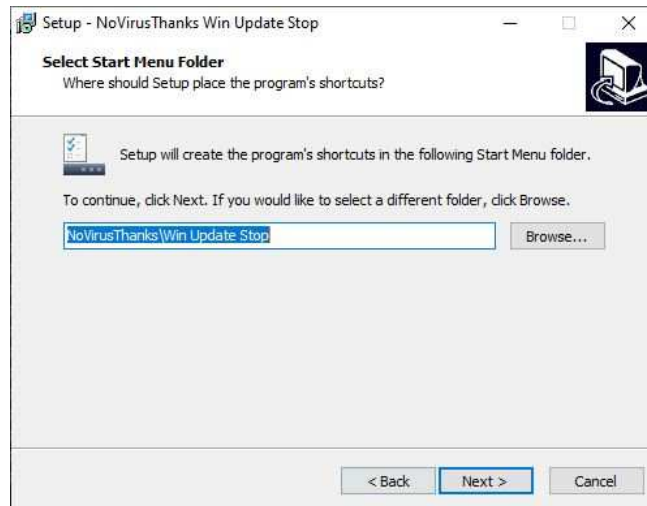 Setup - NoVirusThanks Win Update Stop
Select Start Menu Folder
Where should Setup place the program's shortcuts?
Setup will create the program's shortcuts in the following Start Menu folder.
To continue, click Next. If you would like to select a different folder, click Browse.
NoVirusThanks\Win Update Stop
Browse...
< Back
Next >
Cancel